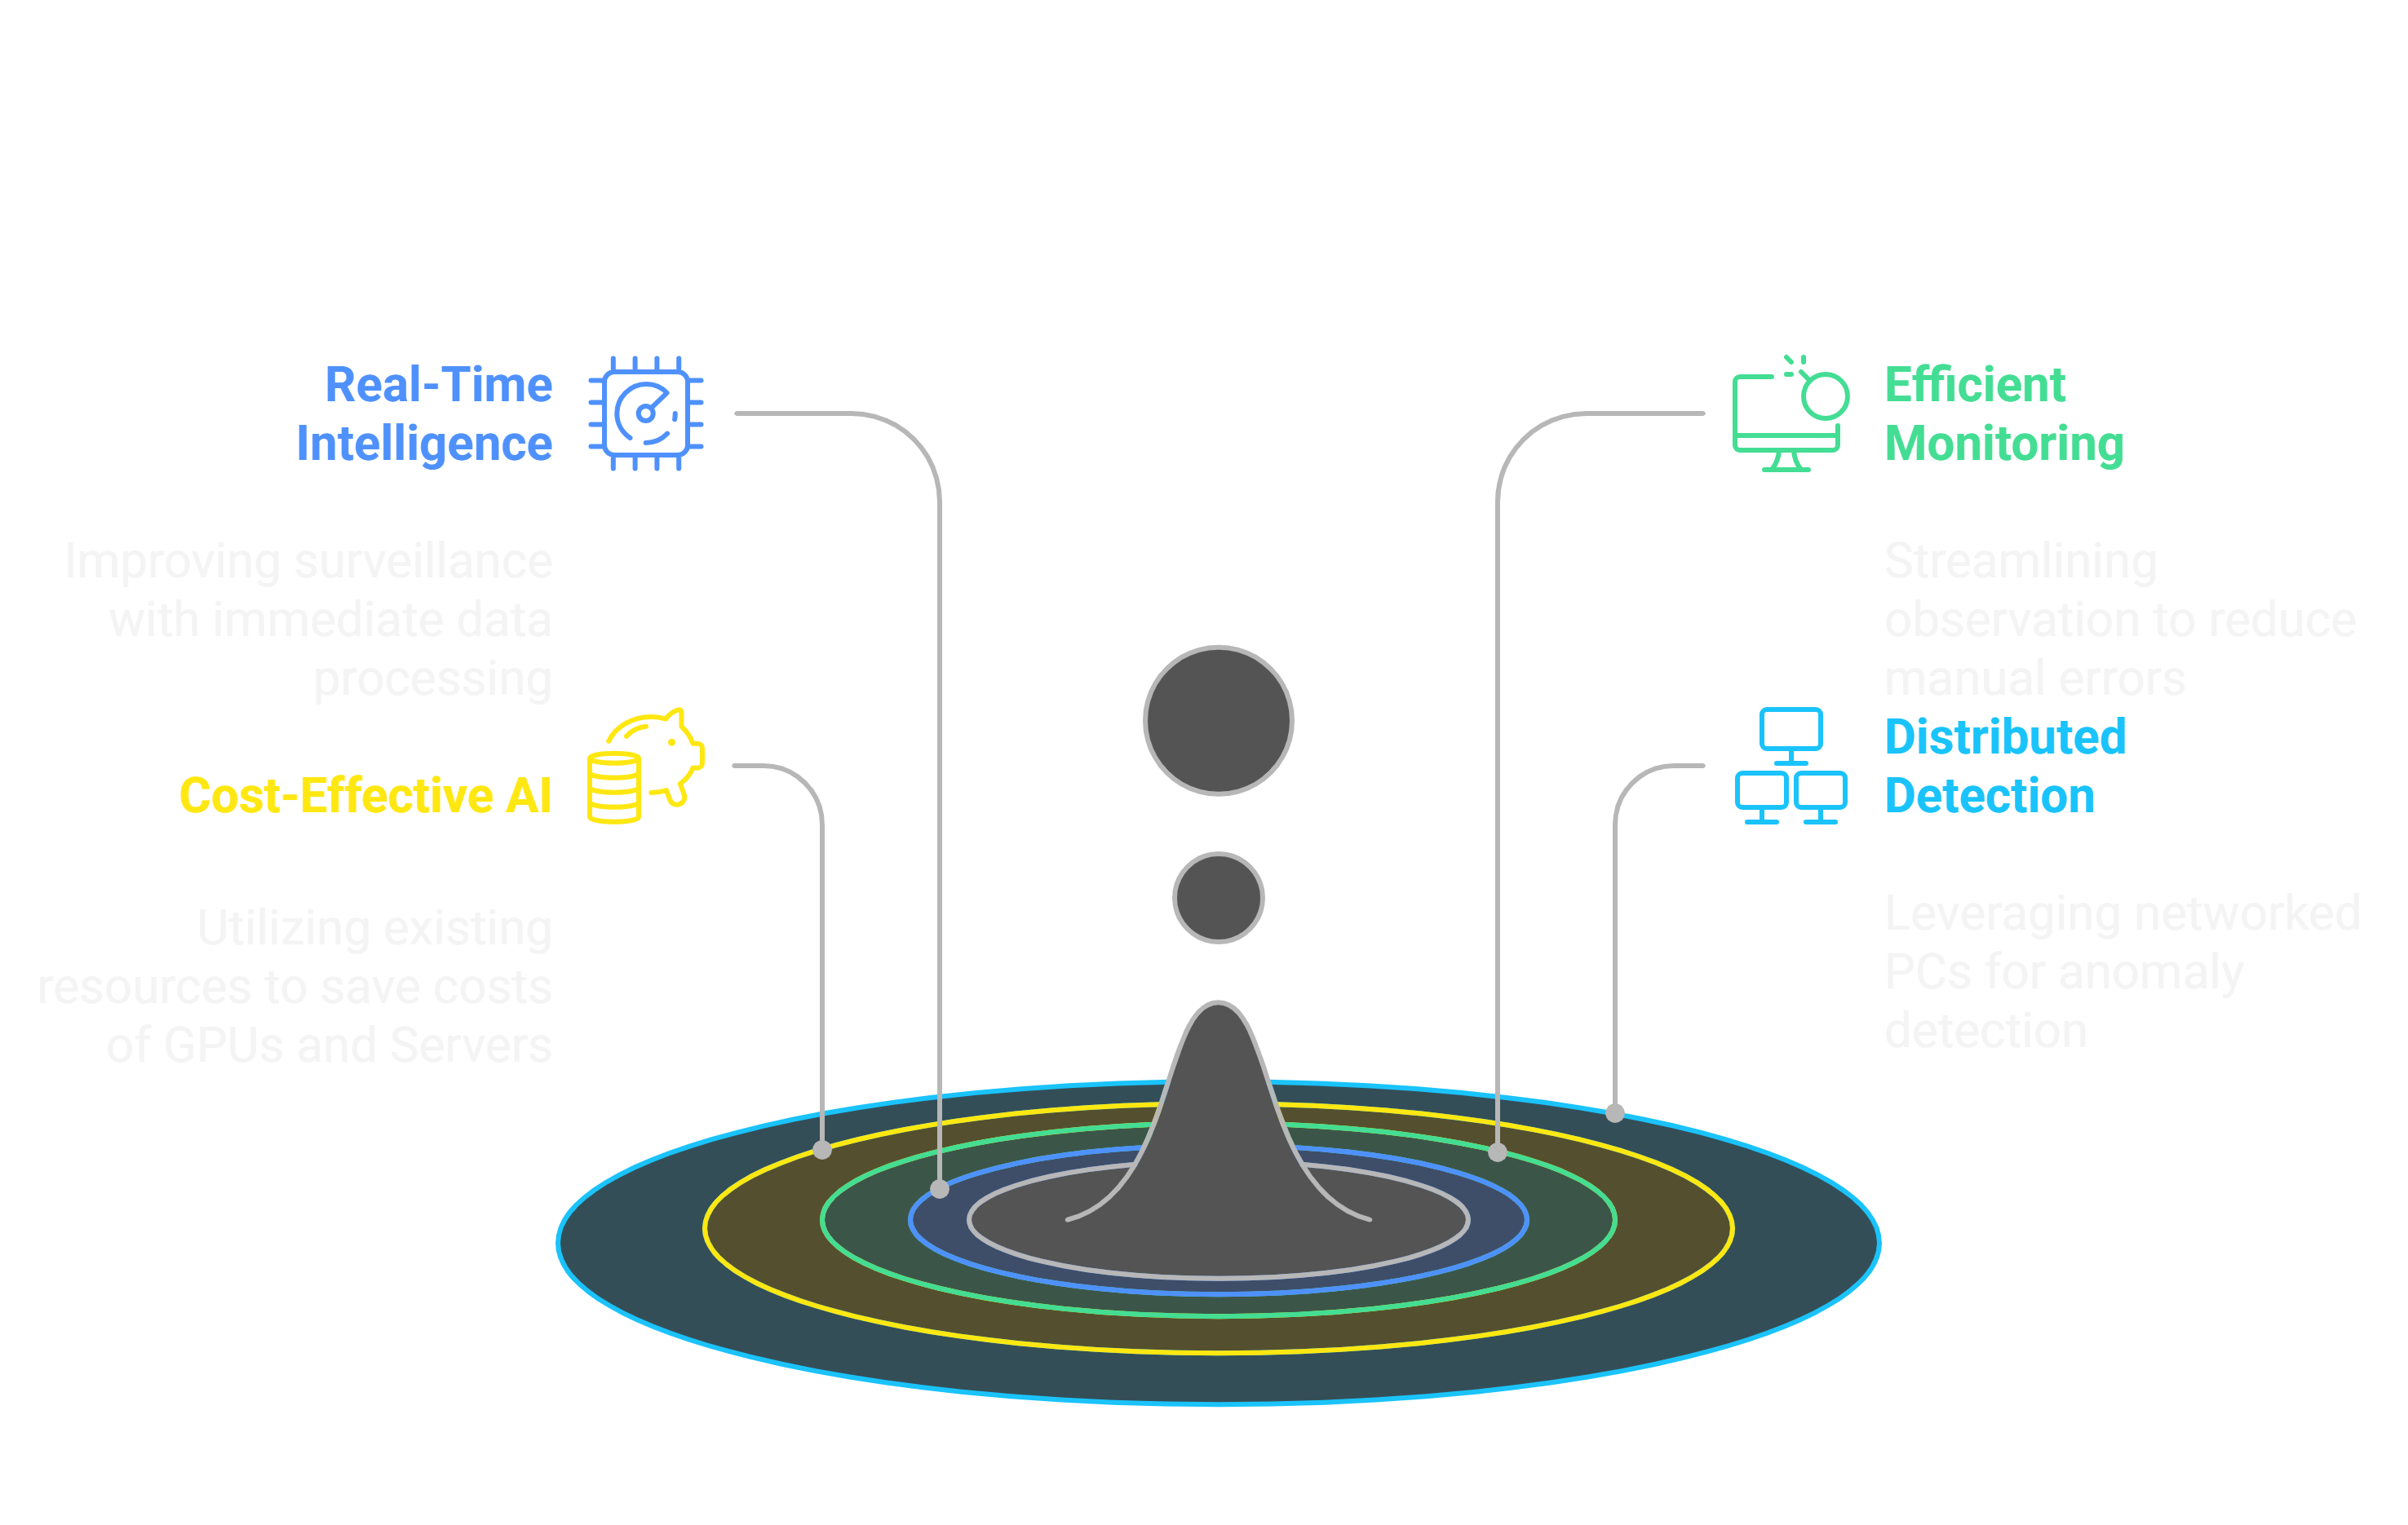 Real-Time
Intelligence
Improving surveillance
with immediate data
processing
Cost-Effective AI
Utilizing existing
resources to save costs
of GPUs and Servers
Efficient
Monitoring
Streamlining
observation to reduce
manual errors
Distributed
Detection
Leveraging networked
PCs for anomaly
detection